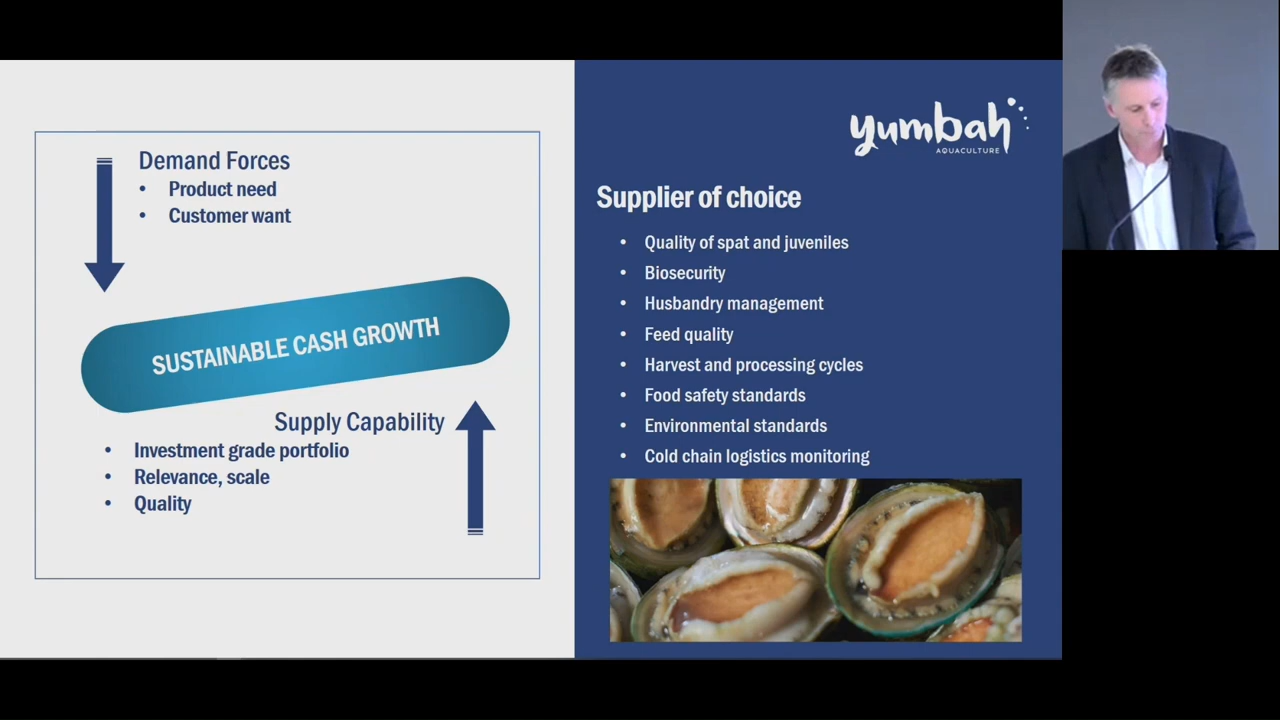 Demand Forces
• Product need
• Customer want
SUSTAINABLE CASH GROWTH
Supply Capability
• Investment grade portfolio
• Relevance, scale
• Quality
yumbah
AQUACULTURE
Supplier of choice
• Quality of spat and juveniles
• Biosecurity
• Husbandry management
• Feed quality
• Harvest and processing cycles
• Food safety standards
• Environmental standards
• Cold chain logistics monitoring